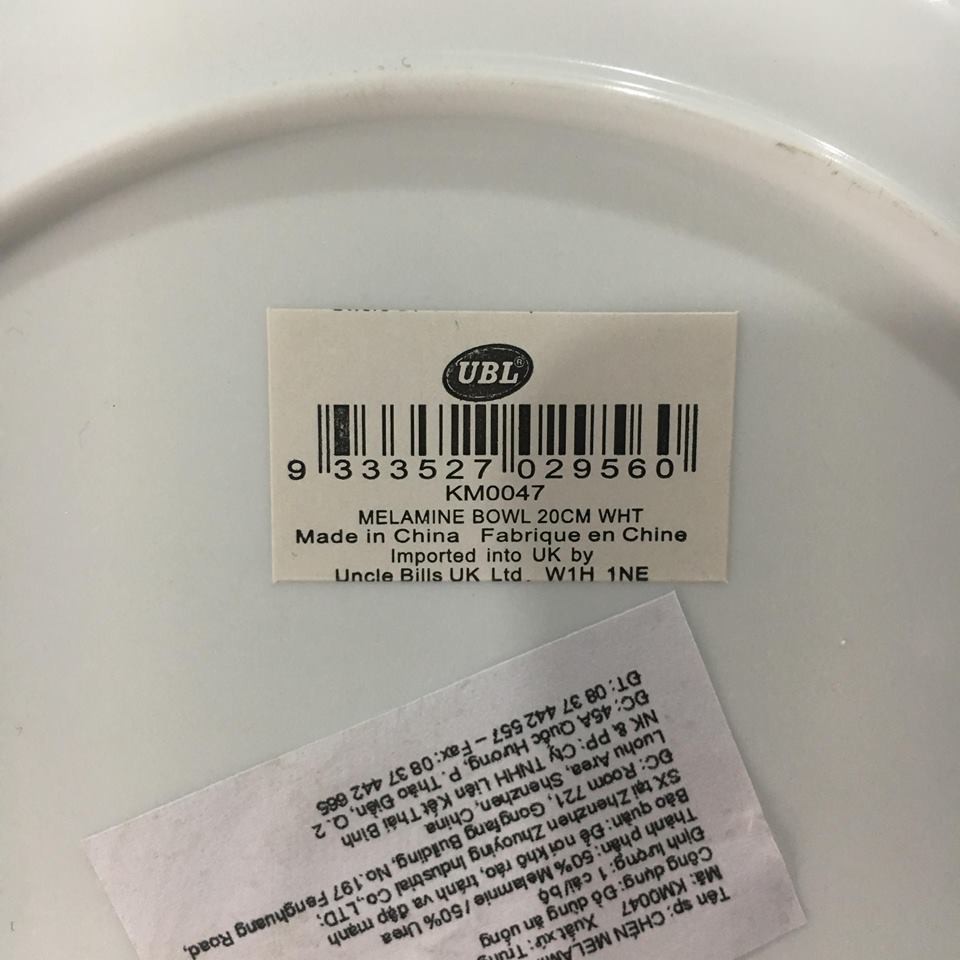 UBL®
9 333527 029560
KM0047
MELAMINE BOWL 20CM WHT
Made in China Fabrique en Chine
Imported into UK by
Uncle Bills UK Ltd. W1H 1NE
Tên sp: CHÉN MELAM
Mã: KM0047 Xuất xứ: Trung
Công dụng: Đồ dùng ăn uống
Định lượng: 1 cái/ bộ
Thành phần: 50% Melamnie / 50% Urea
Bảo quản: Để nơi khô ráo, tránh va đập mạnh
SX tại Zhenzhen Zhuoying Industrial Co.,LTD;
ĐC: Room 721, Gongfang Building, No.197 Fenghuang Road,
Luohu Area, Shenzhen, China
NK & PP: Cty TNHH Liên Kết Thái Bình
ĐC: 45A Quốc Hương, P. Thảo Điền, Q. 2
ĐT: 08 37 442 557 – Fax: 08 37 442 665